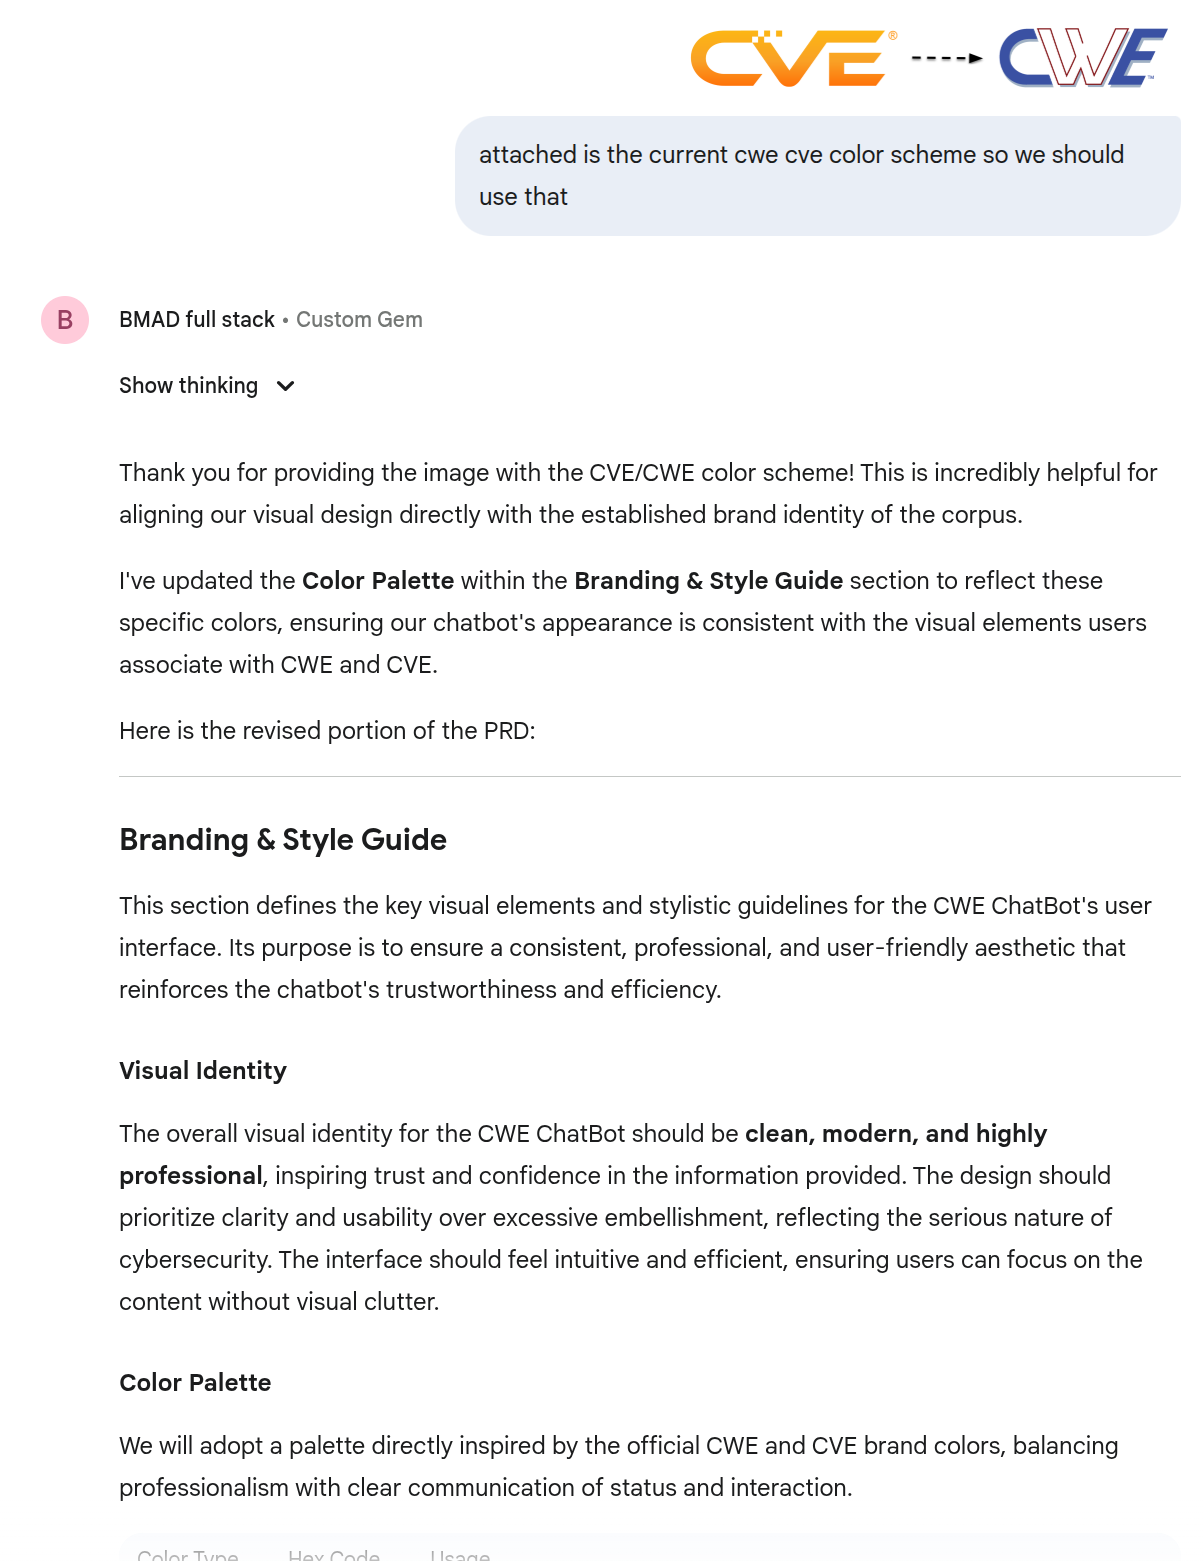 CVE® CWE™
attached is the current cwe cve color scheme so we should
use that
B
BMAD full stack • Custom Gem
Show thinking
Thank you for providing the image with the CVE/CWE color scheme! This is incredibly helpful for
aligning our visual design directly with the established brand identity of the corpus.
I've updated the Color Palette within the Branding & Style Guide section to reflect these
specific colors, ensuring our chatbot's appearance is consistent with the visual elements users
associate with CWE and CVE.
Here is the revised portion of the PRD:
Branding & Style Guide
This section defines the key visual elements and stylistic guidelines for the CWE ChatBot's user
interface. Its purpose is to ensure a consistent, professional, and user-friendly aesthetic that
reinforces the chatbot's trustworthiness and efficiency.
Visual Identity
The overall visual identity for the CWE ChatBot should be clean, modern, and highly
professional, inspiring trust and confidence in the information provided. The design should
prioritize clarity and usability over excessive embellishment, reflecting the serious nature of
cybersecurity. The interface should feel intuitive and efficient, ensuring users can focus on the
content without visual clutter.
Color Palette
We will adopt a palette directly inspired by the official CWE and CVE brand colors, balancing
professionalism with clear communication of status and interaction.
Color Type Hex Code Usage